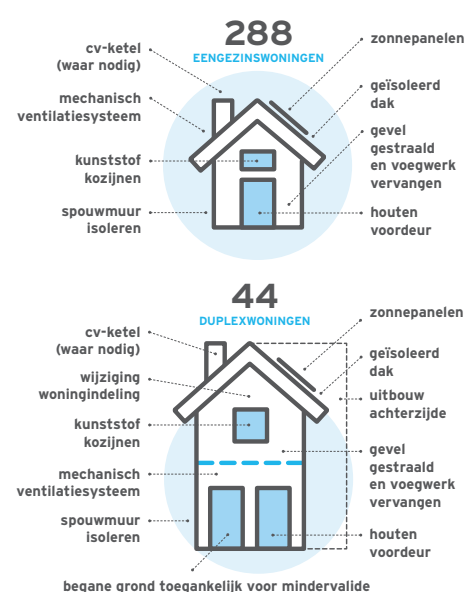 288
EENGEZINSWONINGEN
cv-ketel
(waar nodig)
mechanisch
ventilatiesysteem
kunststof
kozijnen
spouwmuur
isoleren
zonnepanelen
geïsoleerd
dak
gevel
gestraald
en voegwerk
vervangen
houten
voordeur
44
DUPLEXWONINGEN
cv-ketel
(waar nodig)
wijziging
woningindeling
kunststof
kozijnen
mechanisch
ventilatiesysteem
spouwmuur
isoleren
zonnepanelen
geïsoleerd
dak
uitbouw
achterzijde
gevel
gestraald
en voegwerk
vervangen
houten
voordeur
begane grond toegankelijk voor mindervalide